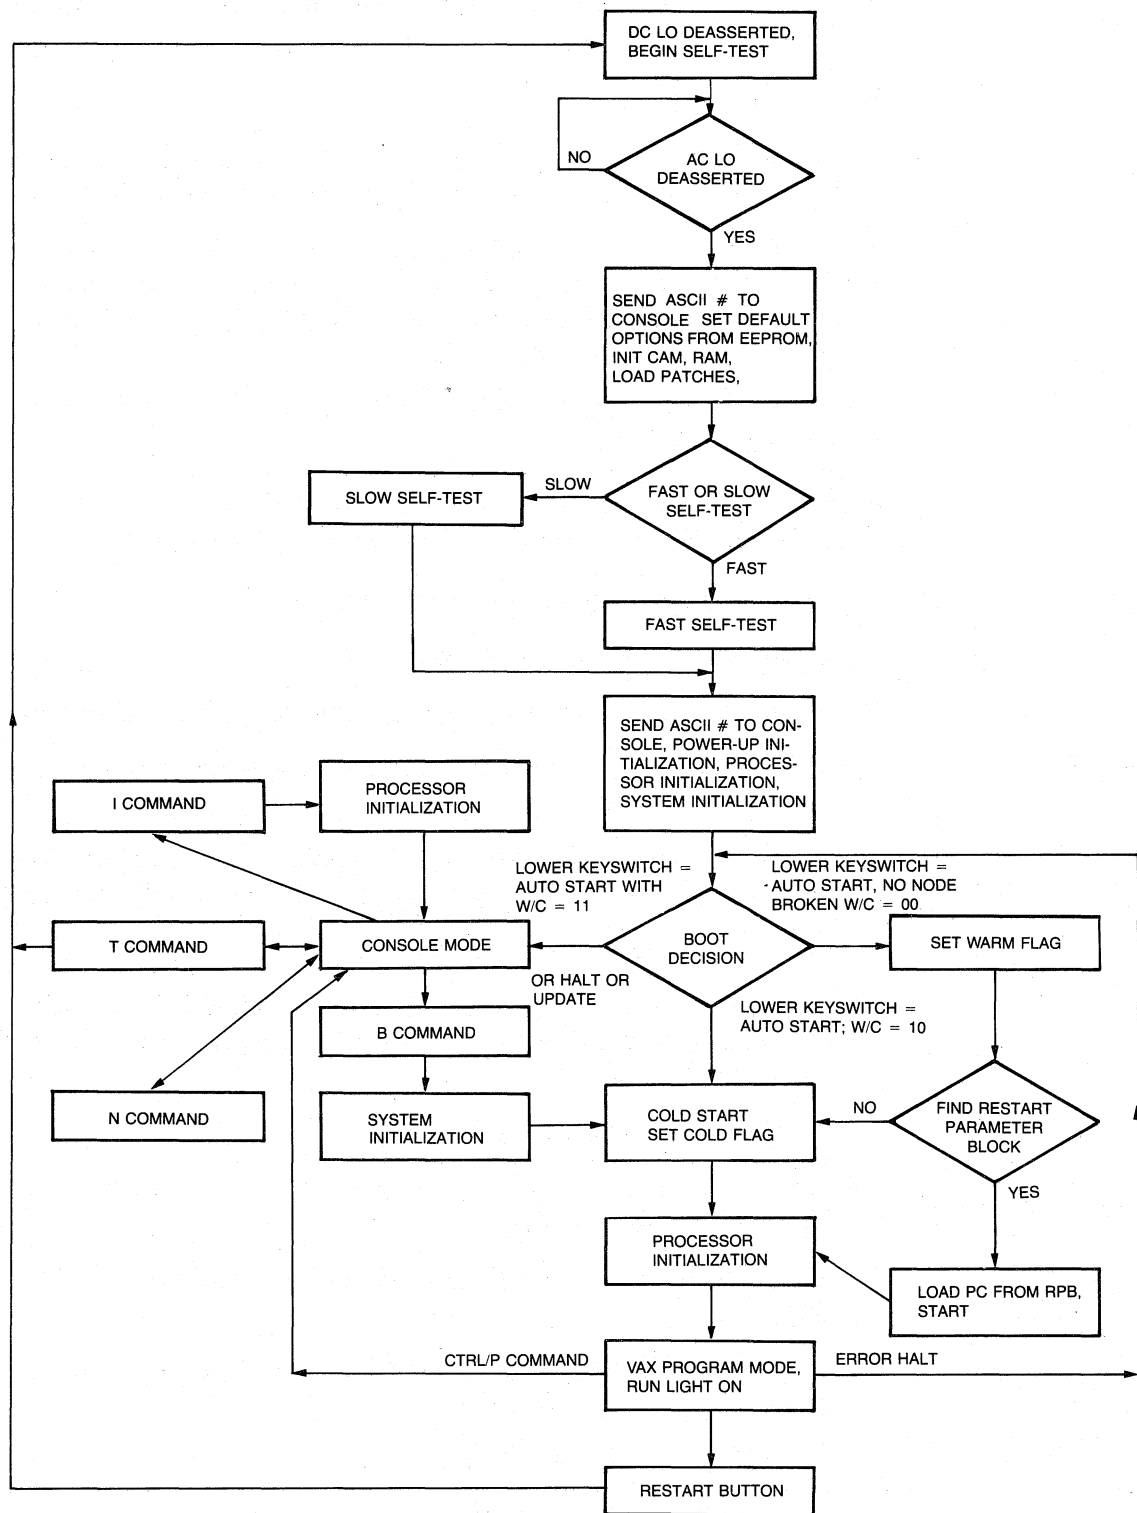 DC LO DEASSERTED,
BEGIN SELF-TEST
AC LO
DEASSERTED
NO
YES
SEND ASCII # TO
CONSOLE SET DEFAULT
OPTIONS FROM EEPROM,
INIT CAM, RAM,
LOAD PATCHES,
FAST OR SLOW
SELF-TEST
SLOW
SLOW SELF-TEST
FAST
FAST SELF-TEST
SEND ASCII # TO CON-
SOLE, POWER-UP INI-
TIALIZATION, PROCES-
SOR INITIALIZATION,
SYSTEM INITIALIZATION
I COMMAND
PROCESSOR
INITIALIZATION
LOWER KEYSWITCH =
AUTO START WITH
W/C = 11
LOWER KEYSWITCH =
AUTO START, NO NODE
BROKEN W/C = 00
T COMMAND
CONSOLE MODE
BOOT
DECISION
SET WARM FLAG
OR HALT OR
UPDATE
LOWER KEYSWITCH =
AUTO START; W/C = 10
B COMMAND
N COMMAND
SYSTEM
INITIALIZATION
COLD START
SET COLD FLAG
NO
FIND RESTART
PARAMETER
BLOCK
YES
PROCESSOR
INITIALIZATION
LOAD PC FROM RPB,
START
CTRL/P COMMAND
VAX PROGRAM MODE,
RUN LIGHT ON
ERROR HALT
RESTART BUTTON